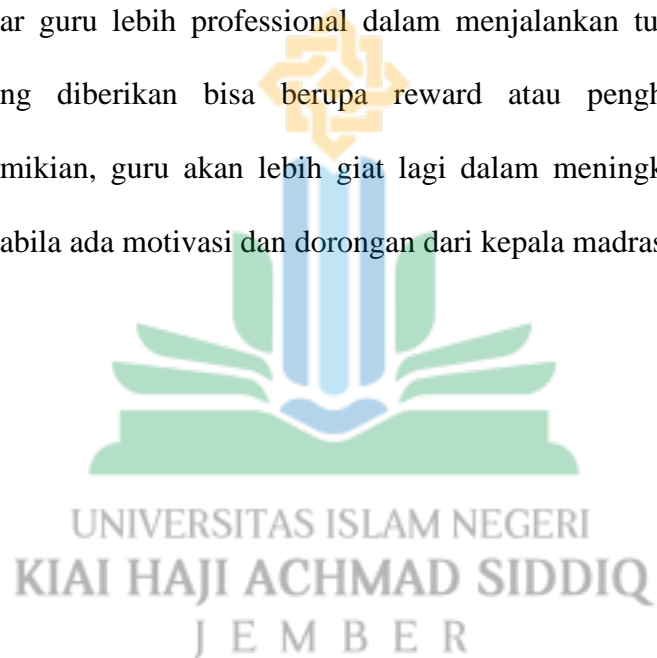 ar guru lebih professional dalam menjalankan tu
ng diberikan bisa berupa reward atau pengh
mikian, guru akan lebih giat lagi dalam meningk
abila ada motivasi dan dorongan dari kepala madras
UNIVERSITAS ISLAM NEGERI
KIAI HAJI ACHMAD SIDDIQ
JEMBER